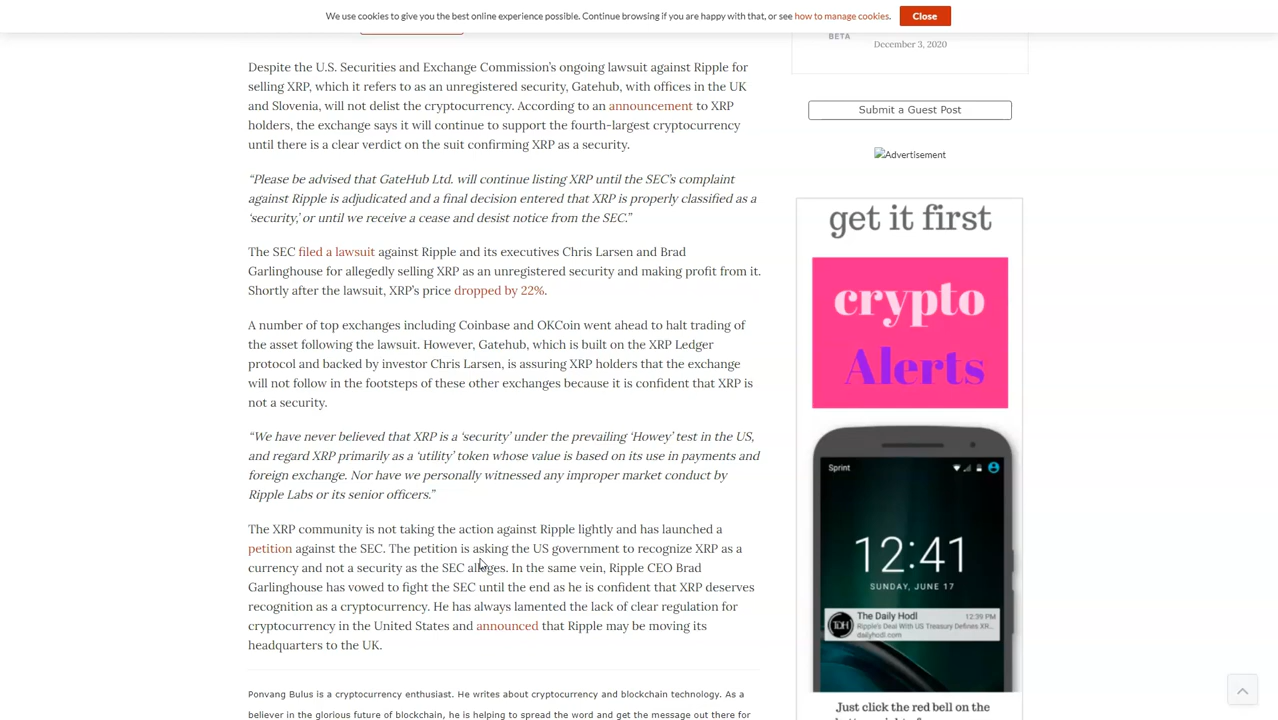 We use cookies to give you the best online experience possible. Continue browsing if you are happy with that, or see how to manage cookies.
Close
BETA
December 3, 2020
Despite the U.S. Securities and Exchange Commission's ongoing lawsuit against Ripple for
selling XRP, which it refers to as an unregistered security, Gatehub, with offices in the UK
and Slovenia, will not delist the cryptocurrency. According to an announcement to XRP
holders, the exchange says it will continue to support the fourth-largest cryptocurrency
until there is a clear verdict on the suit confirming XRP as a security.
“Please be advised that GateHub Ltd. will continue listing XRP until the SEC’s complaint
against Ripple is adjudicated and a final decision entered that XRP is properly classified as a
‘security,’ or until we receive a cease and desist notice from the SEC.”
The SEC filed a lawsuit against Ripple and its executives Chris Larsen and Brad
Garlinghouse for allegedly selling XRP as an unregistered security and making profit from it.
Shortly after the lawsuit, XRP’s price dropped by 22%.
A number of top exchanges including Coinbase and OKCoin went ahead to halt trading of
the asset following the lawsuit. However, Gatehub, which is built on the XRP Ledger
protocol and backed by investor Chris Larsen, is assuring XRP holders that the exchange
will not follow in the footsteps of these other exchanges because it is confident that XRP is
not a security.
“We have never believed that XRP is a ‘security’ under the prevailing ‘Howey’ test in the US,
and regard XRP primarily as a ‘utility’ token whose value is based on its use in payments and
foreign exchange. Nor have we personally witnessed any improper market conduct by
Ripple Labs or its senior officers.”
The XRP community is not taking the action against Ripple lightly and has launched a
petition against the SEC. The petition is asking the US government to recognize XRP as a
currency and not a security as the SEC alleges. In the same vein, Ripple CEO Brad
Garlinghouse has vowed to fight the SEC until the end as he is confident that XRP deserves
recognition as a cryptocurrency. He has always lamented the lack of clear regulation for
cryptocurrency in the United States and announced that Ripple may be moving its
headquarters to the UK.
Ponvang Bulus is a cryptocurrency enthusiast. He writes about cryptocurrency and blockchain technology. As a
believer in the glorious future of blockchain, he is helping to spread the word and get the message out there for
Submit a Guest Post
Advertisement
get it first
crypto
Alerts
Sprint
12:41
SUNDAY, JUNE 17
The Daily Hodl
12:39 PM
TDH
Ripple's Deal With US Treasury Defines XR...
dailyhodl.com
Just click the red bell on the